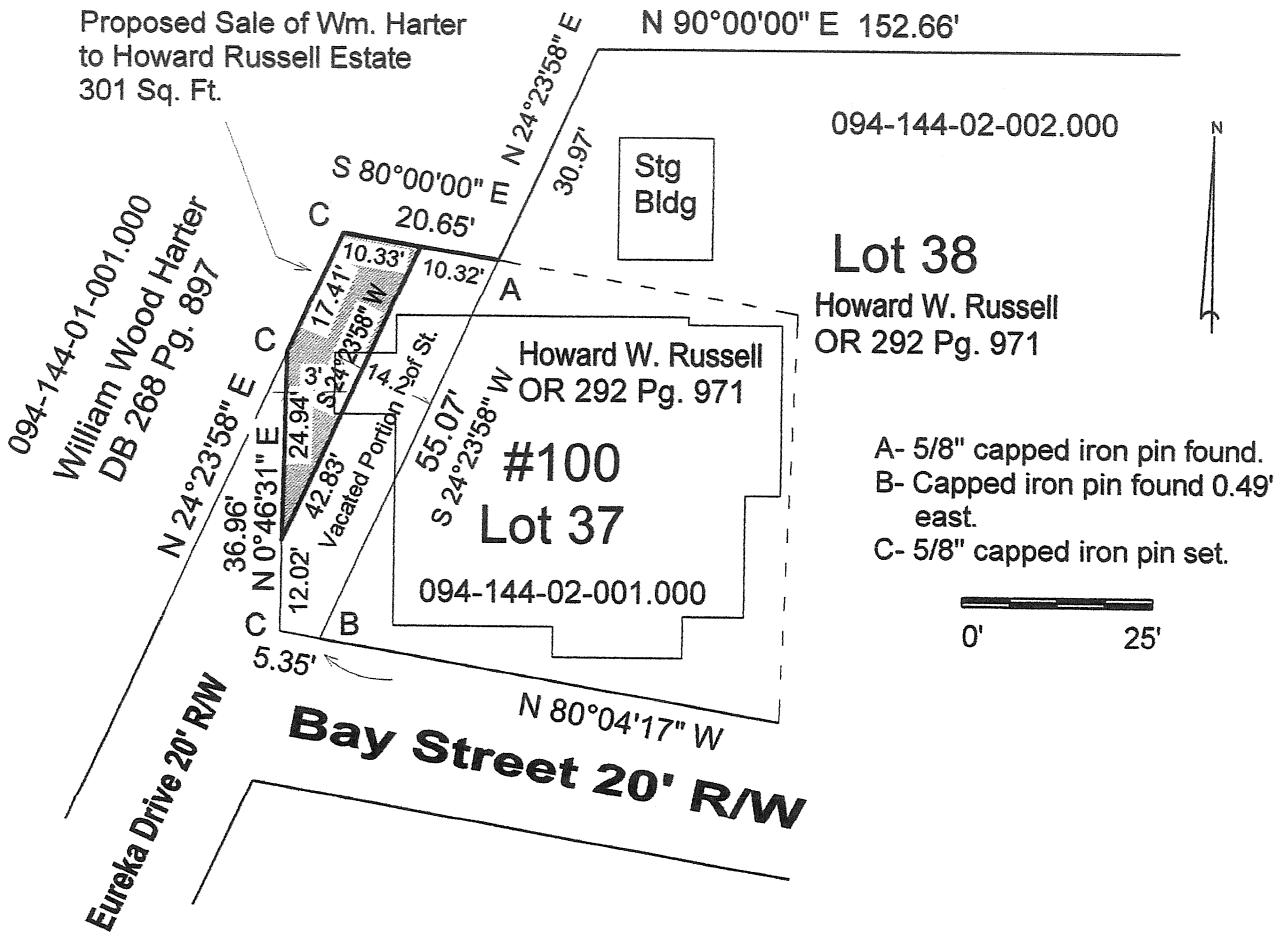 Proposed Sale of Wm. Harter
to Howard Russell Estate
301 Sq. Ft.
N 90°00'00" E 152.66'
N 24°23'58" E
30.97'
094-144-02-002.000
N
Stg
Bldg
S 80°00'00" E
20.65'
C
10.33'
10.32'
A
17.41'
Lot 38
Howard W. Russell
OR 292 Pg. 971
094-144-01-001.000
William Wood Harter
DB 268 Pg. 897
C
3'
S 24°23'58" W
14.2'
Vacated Portion of St.
Howard W. Russell
OR 292 Pg. 971
#100
Lot 37
094-144-02-001.000
55.07'
S 24°23'58" W
24.94'
42.83'
N 24°23'58" E
36.96'
N 0°46'31" E
12.02'
C
B
5.35'
A- 5/8" capped iron pin found.
B- Capped iron pin found 0.49'
east.
C- 5/8" capped iron pin set.
0'
25'
N 80°04'17" W
Bay Street 20' R/W
Eureka Drive 20' R/W